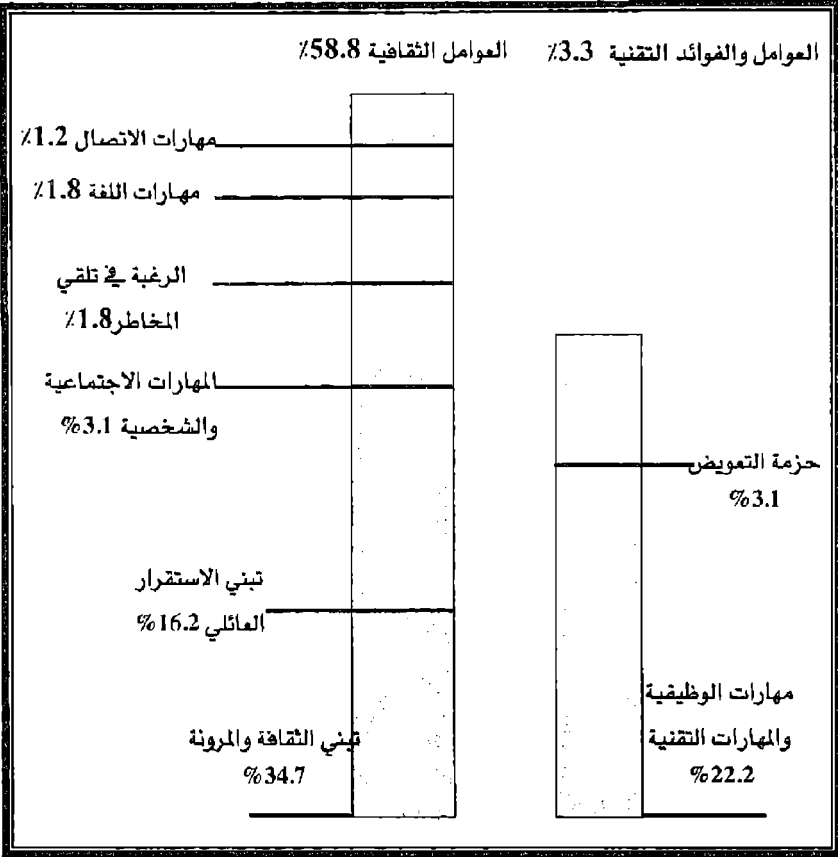 العوامل والفوائد التقنية 3.3٪
العوامل الثقافية 58.8٪
مهارات الاتصال 1.2٪
مهارات اللغة 1.8٪
الرغبة في تلقي
المخاطر 1.8٪
المهارات الاجتماعية
والشخصية 3.1%
تبني الاستقرار
العائلي 16.2%
تبني الثقافة والمرونة
34.7%
حزمة التعويض
3.1%
مهارات الوظيفية
والمهارات التقنية
22.2%